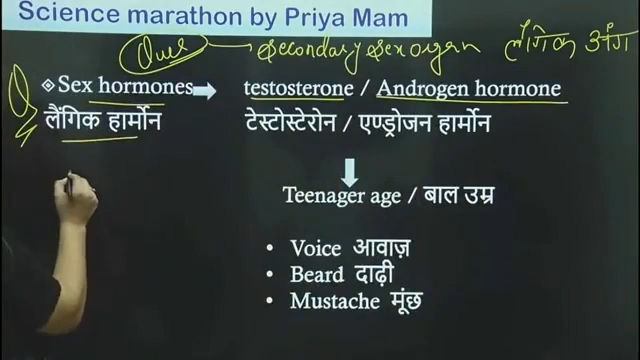 Science marathon by Priya Mam
Ques → Secondary Sex organ लैंगिक अंग
Q
❖Sex hormones ➡ testosterone / Androgen hormone
लैंगिक हार्मोन टेस्टोस्टेरोन / एण्ड्रोजन हार्मोन
Teenager age / बाल उम्र
• Voice आवाज़
• Beard दाढ़ी
• Mustache मूंछ